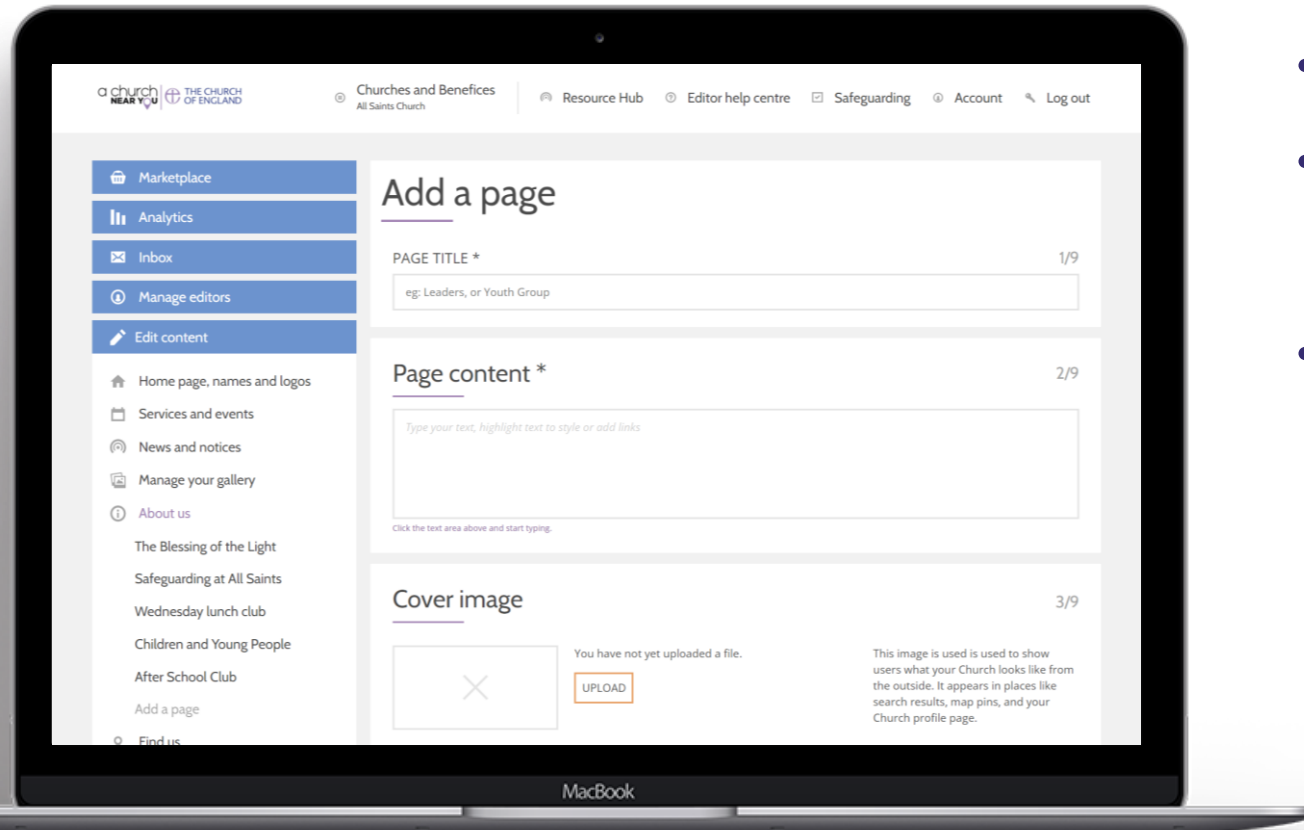 a church
NEAR YOU
THE CHURCH
OF ENGLAND
Churches and Benefices
All Saints Church
Resource Hub
Editor help centre
Safeguarding
Account
Log out
Marketplace
Analytics
Inbox
Manage editors
Edit content
Home page, names and logos
Services and events
News and notices
Manage your gallery
About us
The Blessing of the Light
Safeguarding at All Saints
Wednesday lunch club
Children and Young People
After School Club
Add a page
Find us
Add a page
PAGE TITLE *
1/9
eg: Leaders, or Youth Group
Page content *
2/9
Type your text, highlight text to style or add links
Click the text area above and start typing.
Cover image
3/9
You have not yet uploaded a file.
UPLOAD
This image is used is used to show
users what your Church looks like from
the outside. It appears in places like
search results, map pins, and your
Church profile page.
MacBook